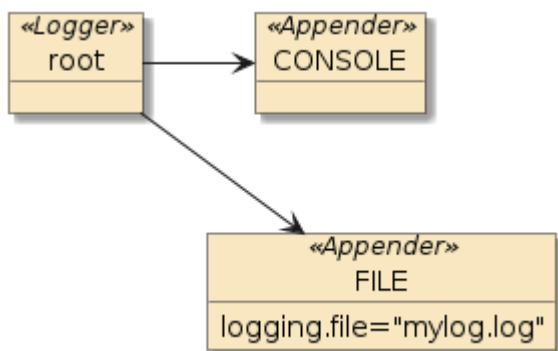 «Logger»
root
«Appender»
CONSOLE
«Appender»
FILE
logging.file="mylog.log"